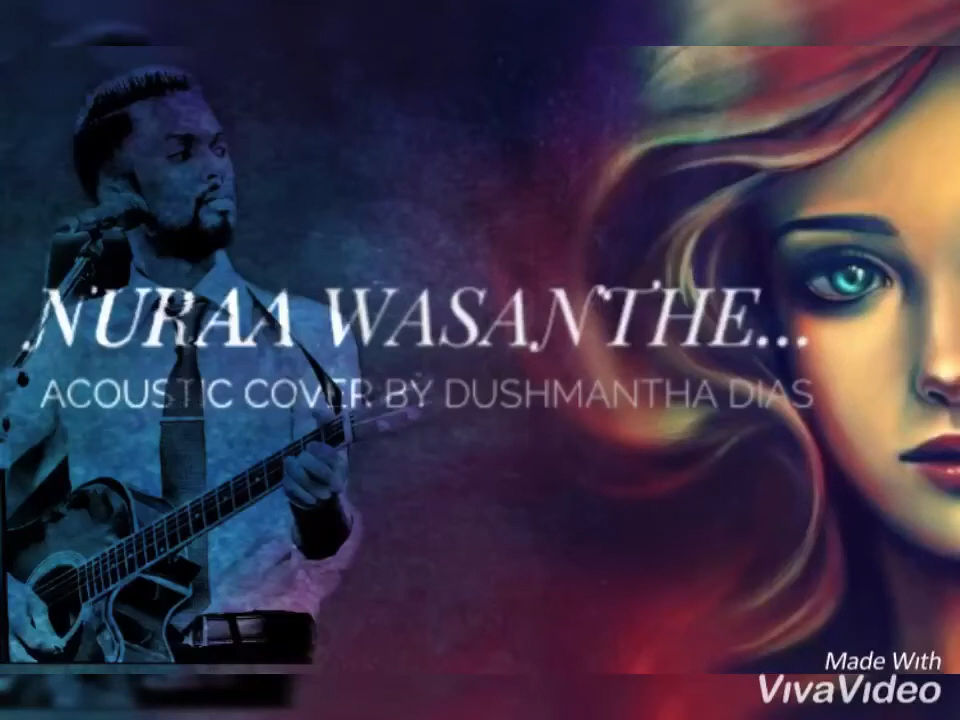 NURAA WASANTHE...
ACOUSTIC COVER BY DUSHMANTHA DIAS
Made With
VivaVideo